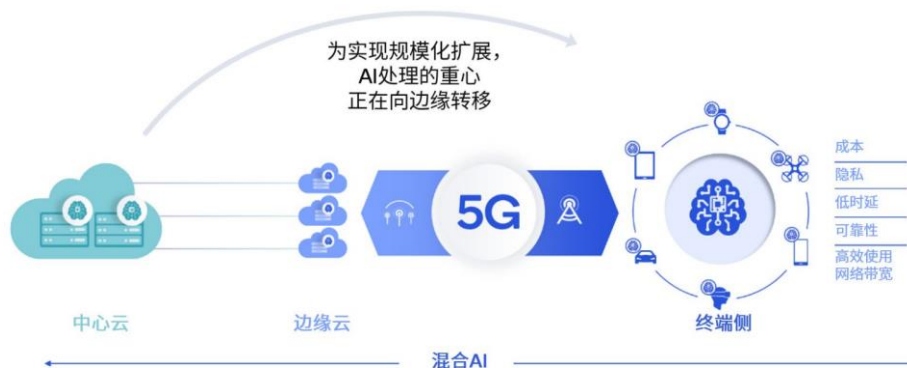 为实现规模化扩展，
AI处理的重心
正在向边缘转移
5G
成本
隐私
低时延
可靠性
高效使用
网络带宽
中心云
边缘云
终端侧
混合AI